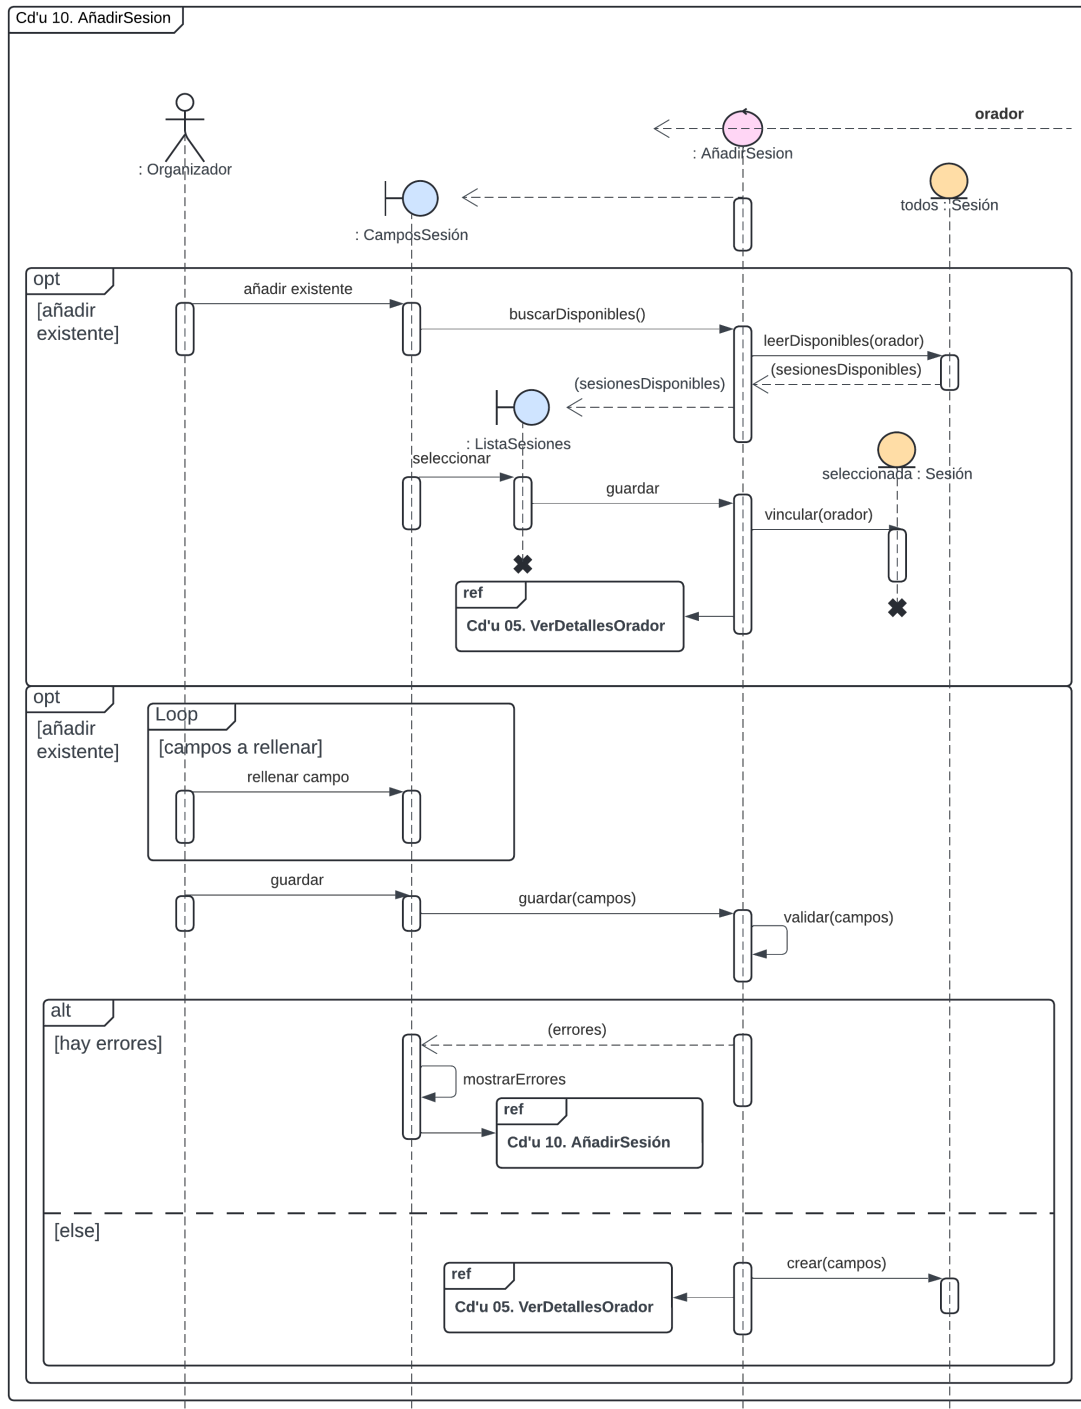 Cd'u 10. AñadirSesion
orador
: Organizador
: AñadirSesion
: CamposSesión
todos : Sesión
opt
[añadir
existente]
añadir existente
buscarDisponibles()
leerDisponibles(orador)
(sesionesDisponibles)
(sesionesDisponibles)
: ListaSesiones
seleccionar
seleccionada : Sesión
guardar
vincular(orador)
ref
Cd'u 05. VerDetallesOrador
opt
[añadir
existente]
Loop
[campos a rellenar]
rellenar campo
guardar
guardar(campos)
validar(campos)
alt
[hay errores]
(errores)
mostrarErrores
ref
Cd'u 10. AñadirSesión
[else]
crear(campos)
ref
Cd'u 05. VerDetallesOrador